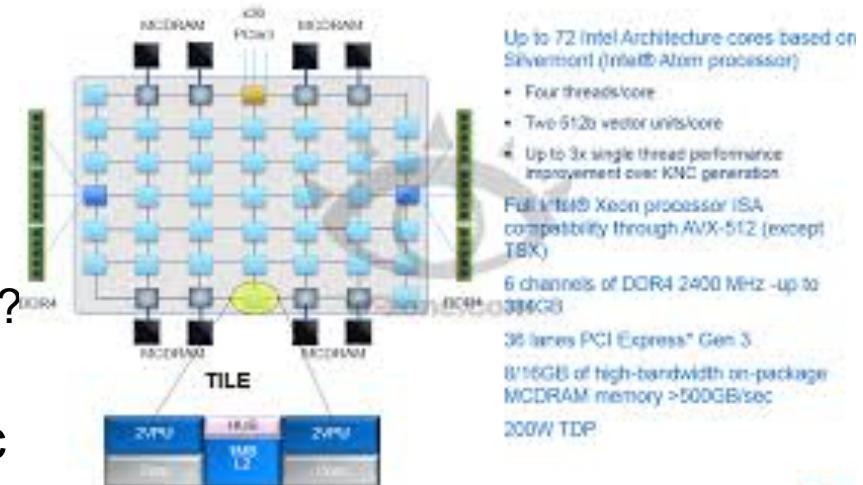 MCDRAM
x36
PCIe3
MCDRAM
?
DDR4
DDR4
MCDRAM
MCDRAM
TILE
2VPU
HUB
2VPU
1MB
L2
Up to 72 Intel Architecture cores based on
Silvermont (Intel® Atom processor)
• Four threads/core
• Two 512b vector units/core
• Up to 3x single thread performance
improvement over KNC generation
Full Intel® Xeon processor ISA
compatibility through AVX-512 (except
TSX)
6 channels of DDR4 2400 MHz -up to
384GB
36 lanes PCI Express* Gen 3
8/16GB of high-bandwidth on-package
MCDRAM memory >500GB/sec
200W TDP